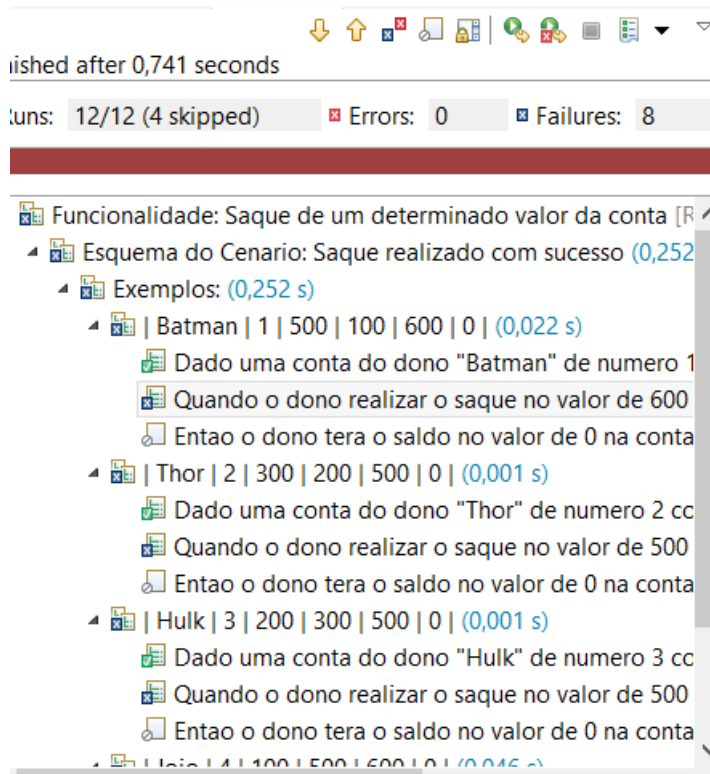 ished after 0,741 seconds
uns: 12/12 (4 skipped) Errors: 0 Failures: 8
Funcionalidade: Saque de um determinado valor da conta [R
Esquema do Cenario: Saque realizado com sucesso (0,252
Exemplos: (0,252 s)
| Batman | 1 | 500 | 100 | 600 | 0 | (0,022 s)
Dado uma conta do dono "Batman" de numero 1
Quando o dono realizar o saque no valor de 600
Entao o dono tera o saldo no valor de 0 na conta
| Thor | 2 | 300 | 200 | 500 | 0 | (0,001 s)
Dado uma conta do dono "Thor" de numero 2 co
Quando o dono realizar o saque no valor de 500
Entao o dono tera o saldo no valor de 0 na conta
| Hulk | 3 | 200 | 300 | 500 | 0 | (0,001 s)
Dado uma conta do dono "Hulk" de numero 3 co
Quando o dono realizar o saque no valor de 500
Entao o dono tera o saldo no valor de 0 na conta
| 4 | 100 | 500 | 600 | 0 | (0,046 s)